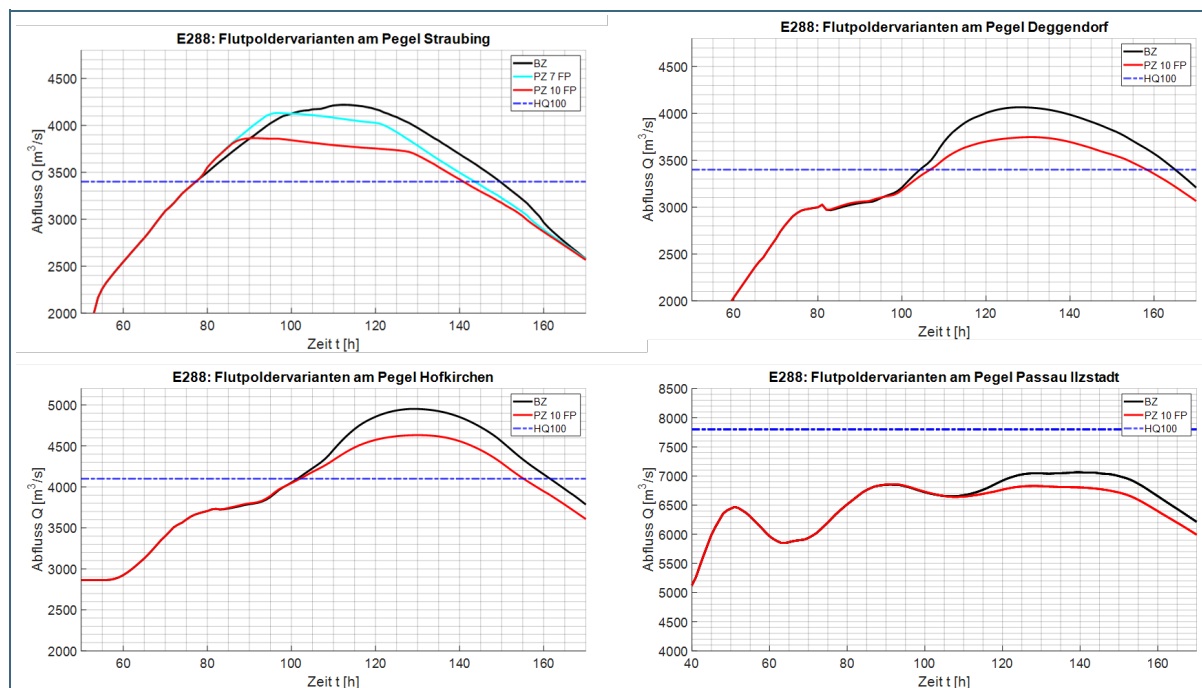 E288: Flutpoldervarianten am Pegel Straubing
BZ
PZ 7 FP
PZ 10 FP
HQ100
Abfluss Q [m³/s]
4500
4000
3500
3000
2500
2000
60 80 100 120 140 160
Zeit t [h]
E288: Flutpoldervarianten am Pegel Deggendorf
BZ
PZ 10 FP
HQ100
Abfluss Q [m³/s]
4500
4000
3500
3000
2500
2000
60 80 100 120 140 160
Zeit t [h]
E288: Flutpoldervarianten am Pegel Hofkirchen
BZ
PZ 10 FP
HQ100
Abfluss Q [m³/s]
5000
4500
4000
3500
3000
2500
2000
60 80 100 120 140 160
Zeit t [h]
E288: Flutpoldervarianten am Pegel Passau Ilzstadt
BZ
PZ 10 FP
HQ100
Abfluss Q [m³/s]
8500
8000
7500
7000
6500
6000
5500
5000
4500
4000
40 60 80 100 120 140 160
Zeit t [h]